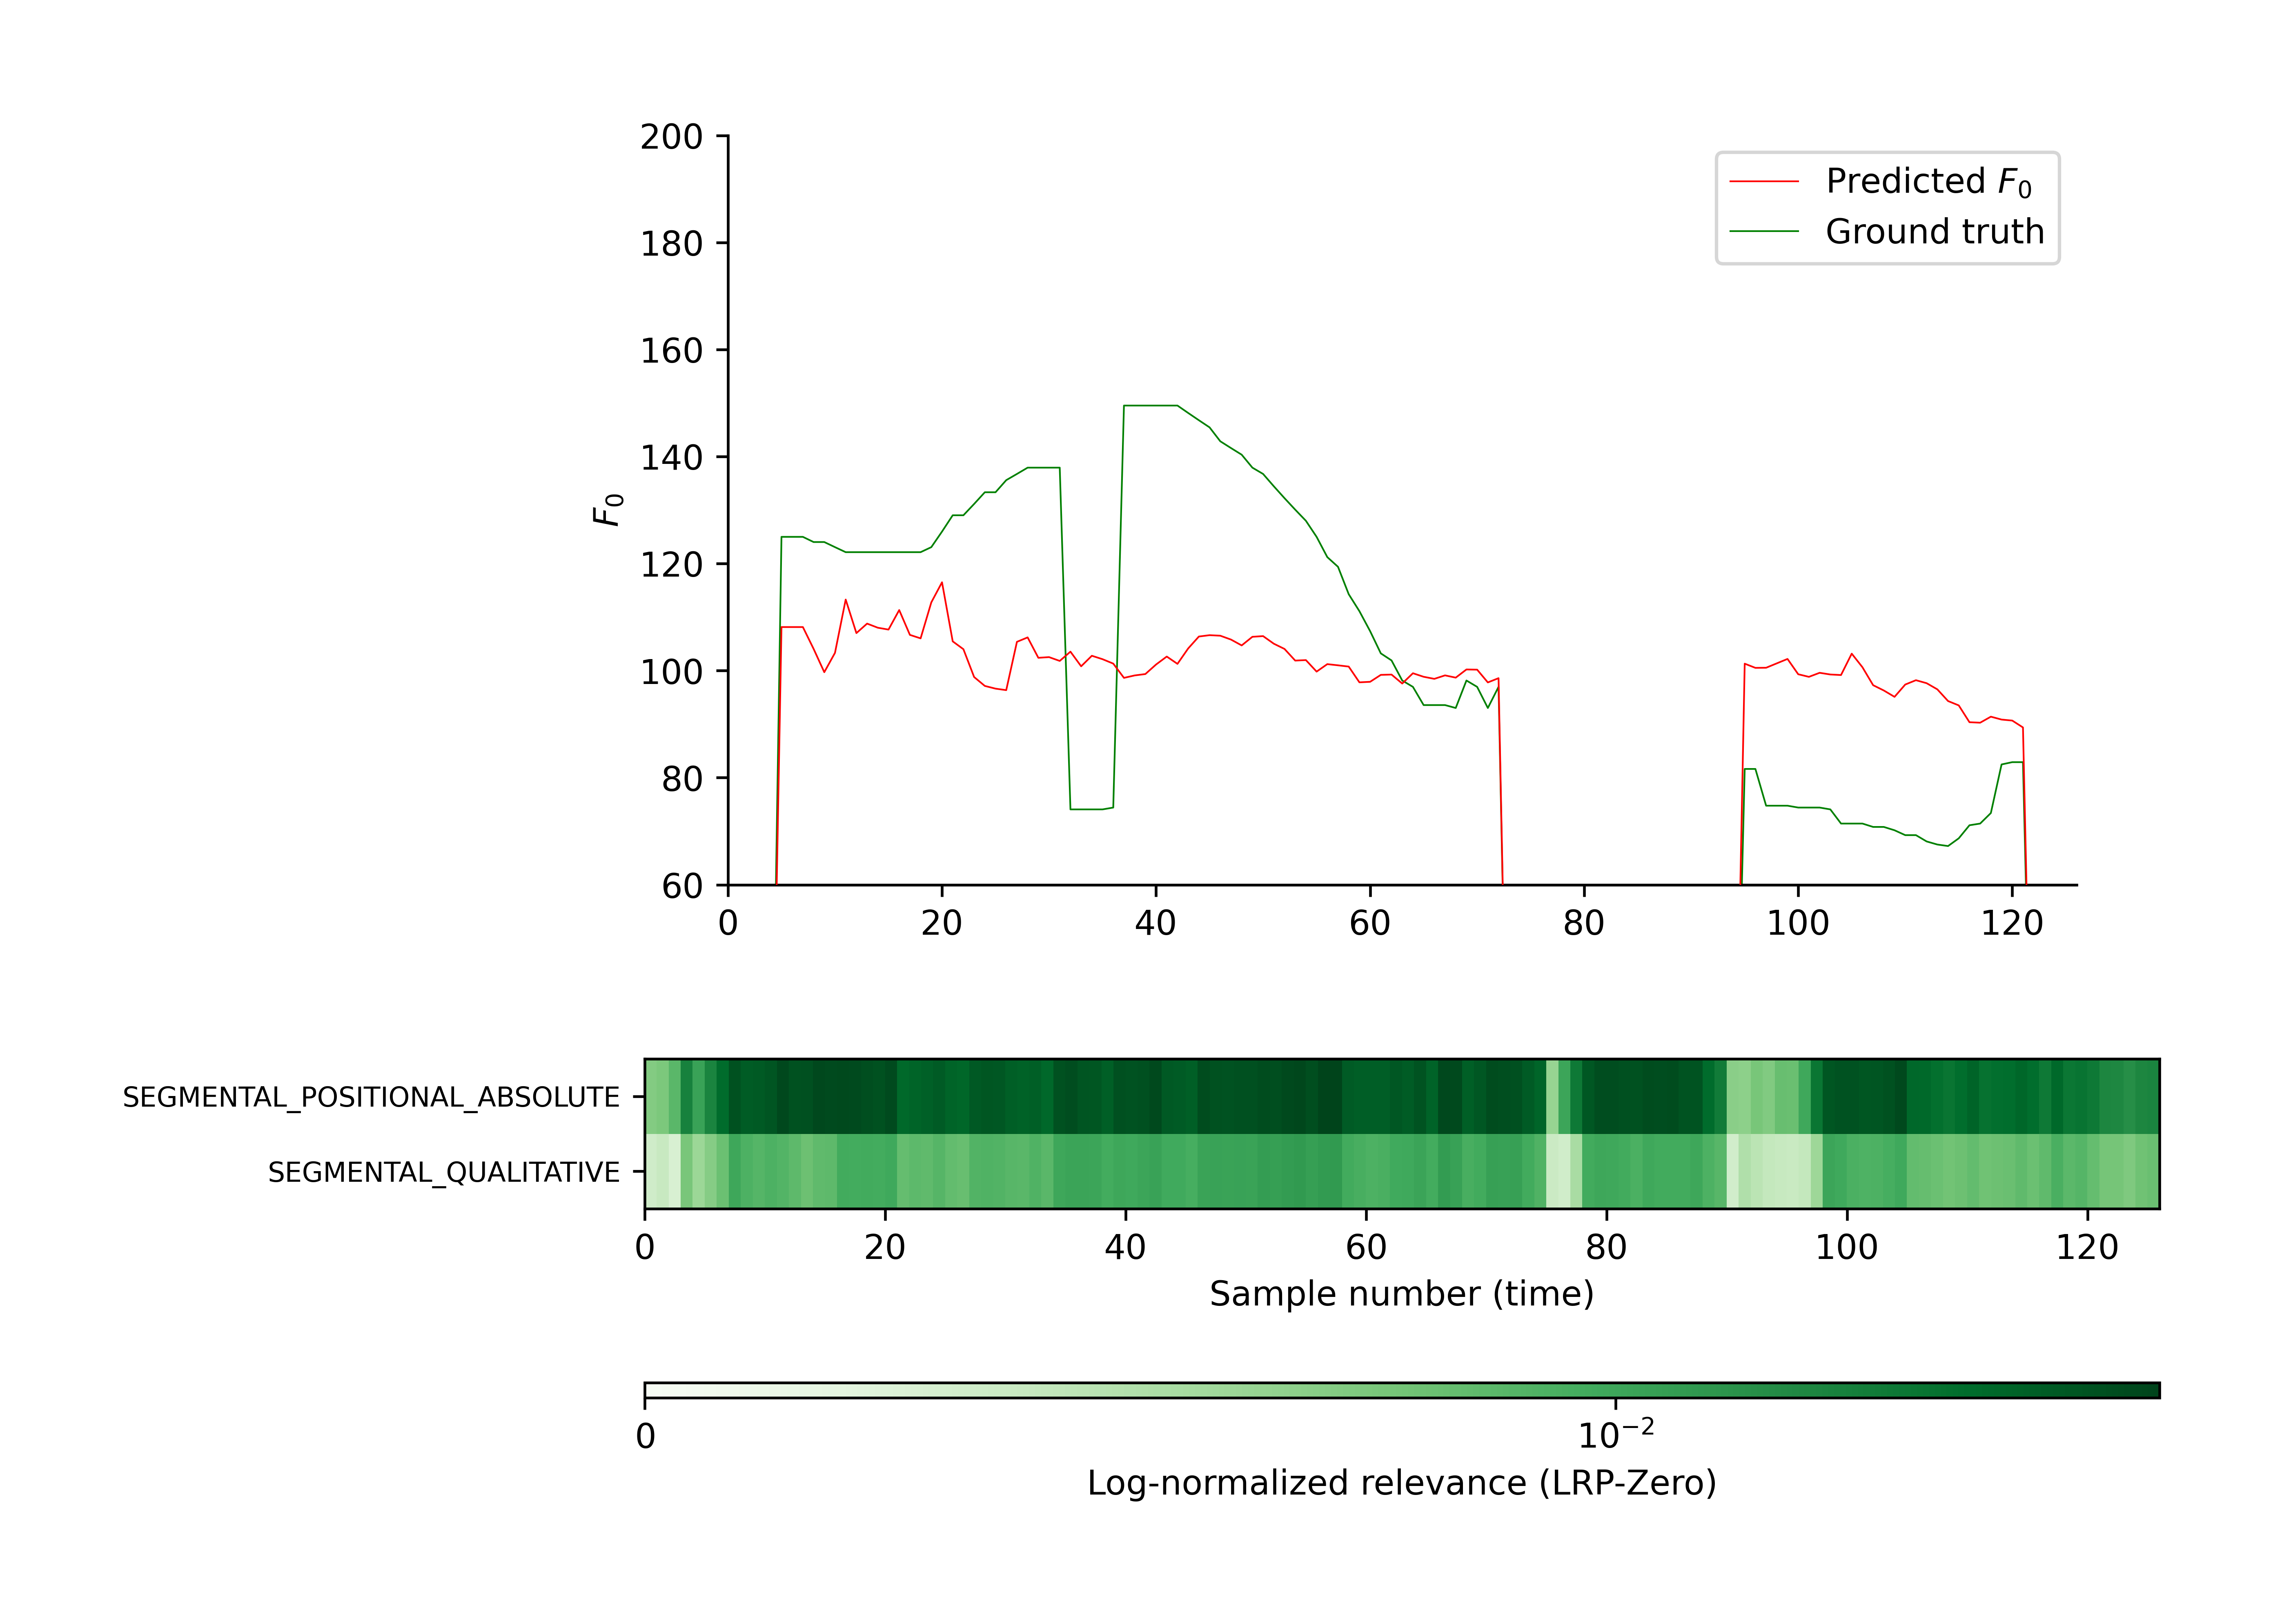 200
180
160
140
120
100
80
60
F₀
Predicted F₀
Ground truth
0 20 40 60 80 100 120
SEGMENTAL_POSITIONAL_ABSOLUTE
SEGMENTAL_QUALITATIVE
0 20 40 60 80 100 120
Sample number (time)
0 10⁻²
Log-normalized relevance (LRP-Zero)